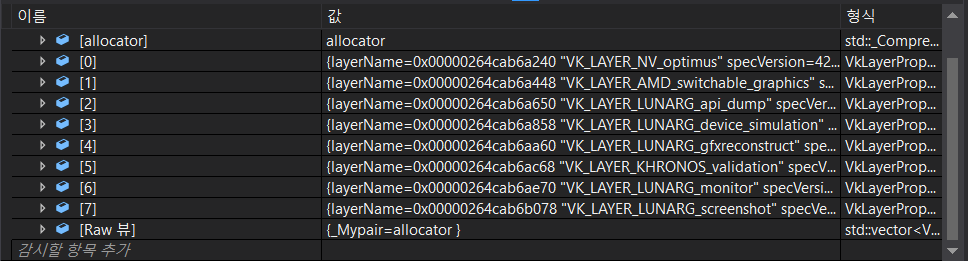 이름 값 형식
[allocator] allocator std::_Compre...
[0] {layerName=0x00000264cab6a240 "VK_LAYER_NV_optimus" specVersion=42... VkLayerProp...
[1] {layerName=0x00000264cab6a448 "VK_LAYER_AMD_switchable_graphics" s... VkLayerProp...
[2] {layerName=0x00000264cab6a650 "VK_LAYER_LUNARG_api_dump" specVer... VkLayerProp...
[3] {layerName=0x00000264cab6a858 "VK_LAYER_LUNARG_device_simulation" ... VkLayerProp...
[4] {layerName=0x00000264cab6aa60 "VK_LAYER_LUNARG_gfxreconstruct" spe... VkLayerProp...
[5] {layerName=0x00000264cab6ac68 "VK_LAYER_KHRONOS_validation" specV... VkLayerProp...
[6] {layerName=0x00000264cab6ae70 "VK_LAYER_LUNARG_monitor" specVersi... VkLayerProp...
[7] {layerName=0x00000264cab6b078 "VK_LAYER_LUNARG_screenshot" specVe... VkLayerProp...
[Raw 뷰] {_Mypair=allocator } std::vector<V...
감시할 항목 추가